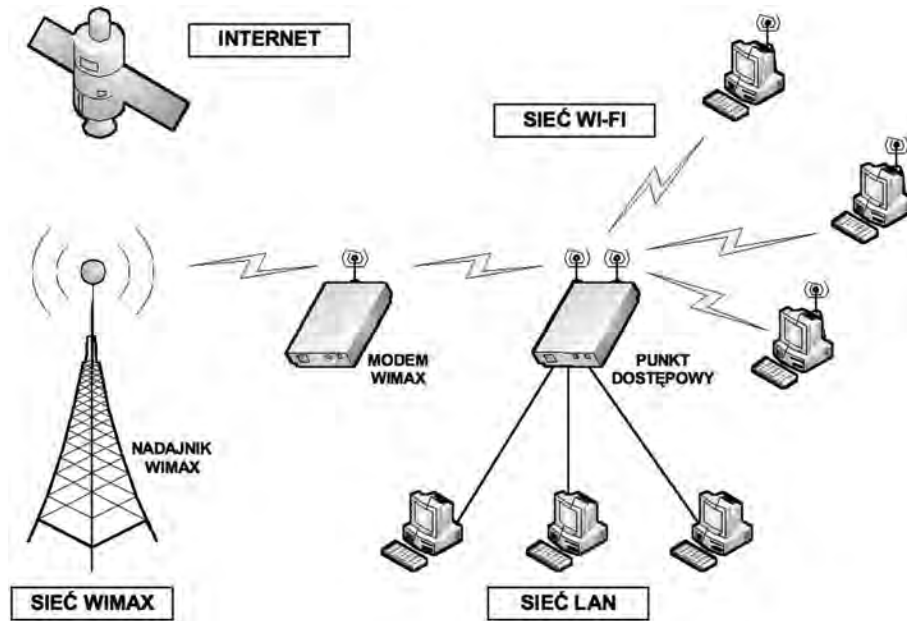 INTERNET
SIEĆ WI-FI
MODEM
WIMAX
PUNKT
DOSTĘPOWY
NADAJNIK
WIMAX
SIEĆ WIMAX
SIEĆ LAN